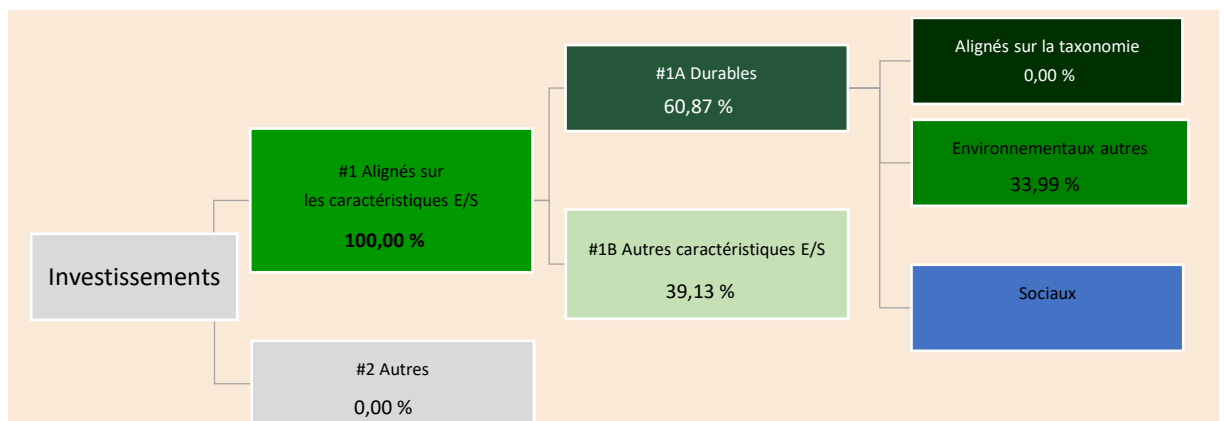 Investissements
#1 Alignés sur
les caractéristiques E/S
100,00 %
#2 Autres
0,00 %
#1A Durables
60,87 %
#1B Autres caractéristiques E/S
39,13 %
Alignés sur la taxonomie
0,00 %
Environnementaux autres
33,99 %
Sociaux